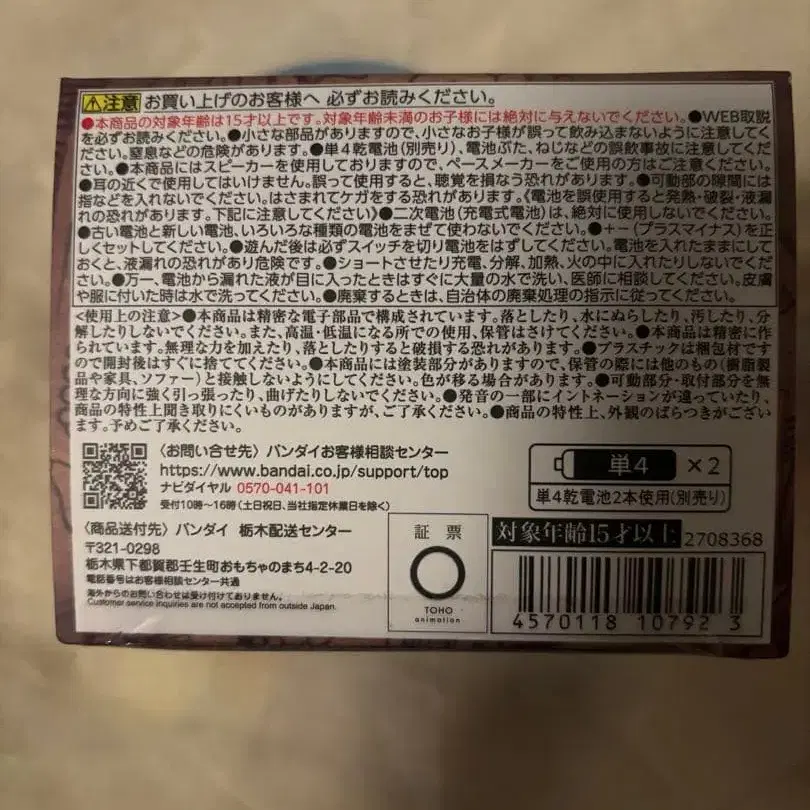 ⚠注意 お買い上げのお客様へ 必ずお読みください。
●本商品の対象年齢は15才以上です。対象年齢未満のお子様には絶対に与えないでください。●WEB取説
を必ずお読みください。●小さな部品がありますので、小さなお子様が誤って飲み込まないように注意してく
ださい。窒息などの危険があります。●単4乾電池(別売り)、電池ぶた、ねじなどの誤飲事故に注意してくだ
さい。●本商品にはスピーカーを使用しておりますので、ペースメーカーをご使用の方はご注意ください。
●耳の近くで使用してはいけません。誤って使用すると、聴覚を損なう恐れがあります。●可動部の隙間には
指などを入れないでください。はさまれてケガをする恐れがあります。《電池を誤使用すると発熱・破裂・液漏
れの恐れがあります。下記に注意してください》●二次電池(充電式電池)は、絶対に使用しないでください。
●古い電池と新しい電池、いろいろな種類の電池をまぜて使わないでください。●+-(プラスマイナス)を正
しくセットしてください。●遊んだ後は必ずスイッチを切り電池をはずしてください。電池を入れたままにして
おくと、液漏れの恐れがあり危険です。●ショートさせたり充電、分解、加熱、火の中に入れたりしないでくだ
さい。●万一、電池から漏れた液が目に入ったときはすぐに大量の水で洗い、医師に相談してください。皮膚
や服に付いた時は水で洗ってください。●廃棄するときは、自治体の廃棄処理の指示に従ってください。
<使用上の注意>●本商品は精密な電子部品で構成されています。落としたり、水にぬらしたり、汚したり、分
解したりしないでください。また、高温・低温になる所での使用、保管はさけてください。●本商品は精密に作
られています。無理な力を加えたり、落としたりすると破損する恐れがあります。●プラスチックは梱包材です
ので開封後はすぐに捨ててください。●本商品には塗装部分がありますので、保管の際には他のもの(樹脂製
品や家具、ソファー)と接触しないようにしてください。色が移る場合があります。●可動部分・取付部分を無
理な方向に強く引っ張ったり、曲げたりしないでください。●発音の一部にイントネーションが違っていたり、
商品の特性上聞き取りにくいものがありますが、ご了承ください。●商品の特性上、外観のばらつきがござい
ます。予めご了承ください。
〈お問い合せ先〉バンダイお客様相談センター
https://www.bandai.co.jp/support/top
ナビダイヤル 0570-041-101
受付10時~16時(土日祝日、当社指定休業日を除く)
単4 ×2
単4乾電池2本使用(別売り)
〈商品送付先〉バンダイ 栃木配送センター
〒321-0298
栃木県下都賀郡壬生町おもちゃのまち4-2-20
電話番号はお客様相談センター共通
海外からのお問い合わせは受け付けておりません。
Customer service inquiries are not accepted from outside Japan.
証 票
TOHO
animation
対象年齢15才以上 2708368
4570118 107923